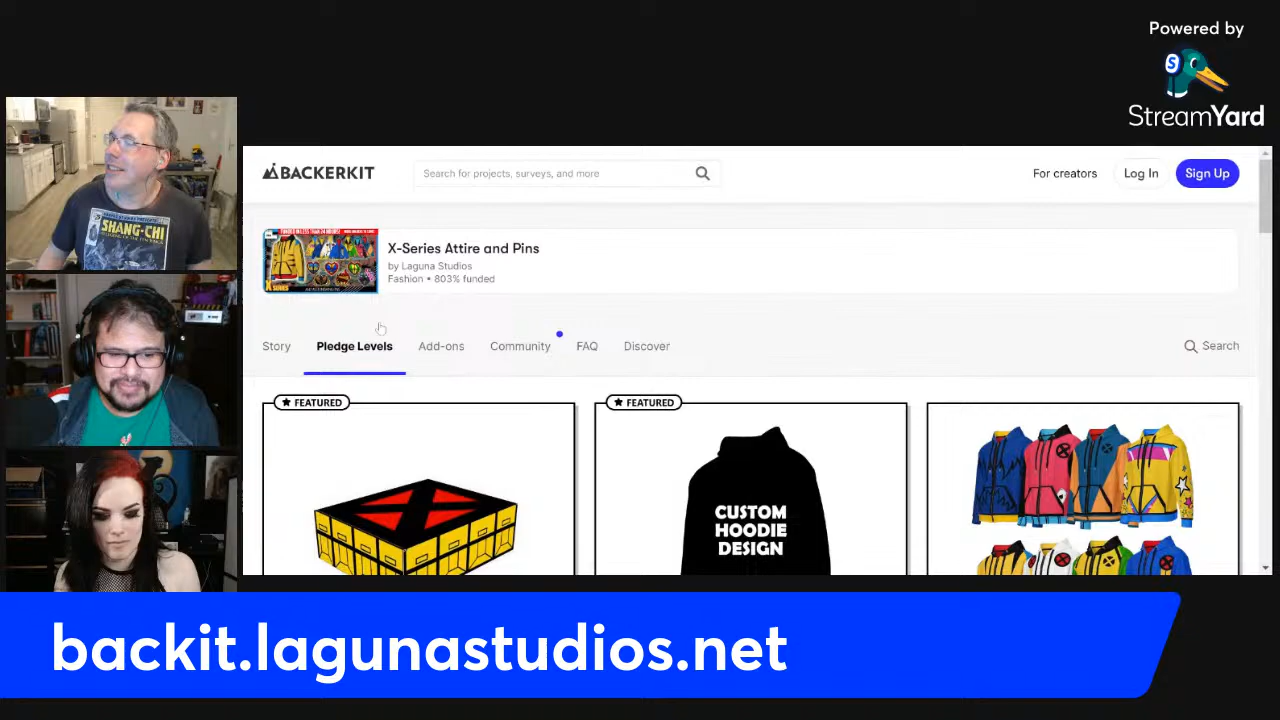 Powered by
StreamYard
SHANG-CHI
BACKERKIT
Search for projects, surveys, and more
For creators
Log In
Sign Up
X-Series Attire and Pins
by Laguna Studios
Fashion • 803% funded
Story
Pledge Levels
Add-ons
Community
FAQ
Discover
Search
FEATURED
FEATURED
CUSTOM
HOODIE
DESIGN
backit.lagunastudios.net